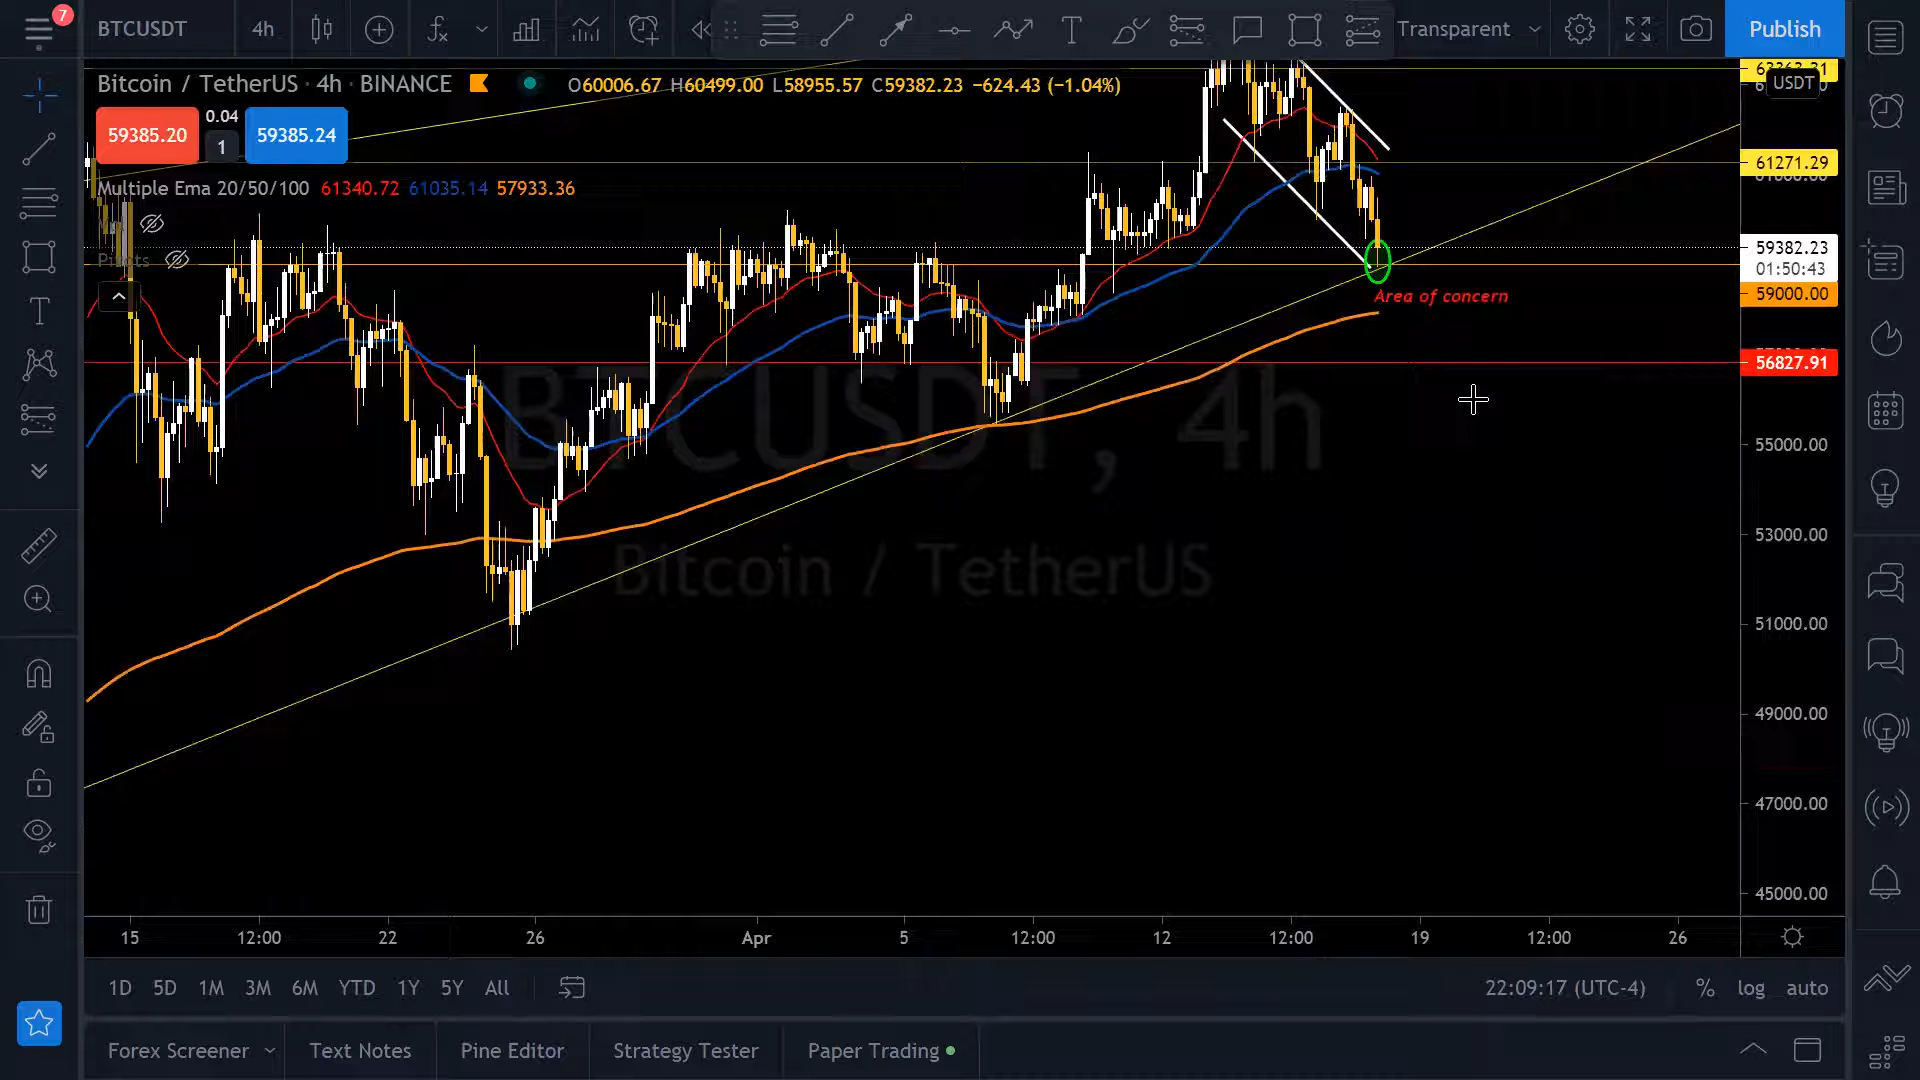 7
BTCUSDT
4h
Transparent
Publish
Bitcoin / TetherUS · 4h · BINANCE
O60006.67 H60499.00 L58955.57 C59382.23 −624.43 (−1.04%)
USDT
59385.20
0.04
1
59385.24
61271.29
Multiple Ema 20/50/100 61340.72 61035.14 57933.36
Pivots
59382.23
01:50:43
59000.00
Area of concern
56827.91
BTCUSDT, 4h
Bitcoin / TetherUS
55000.00
53000.00
51000.00
49000.00
47000.00
45000.00
15 12:00 22 26 Apr 5 12:00 12 12:00 19 12:00 26
1D 5D 1M 3M 6M YTD 1Y 5Y All
22:09:17 (UTC-4) % log auto
Forex Screener Text Notes Pine Editor Strategy Tester Paper Trading